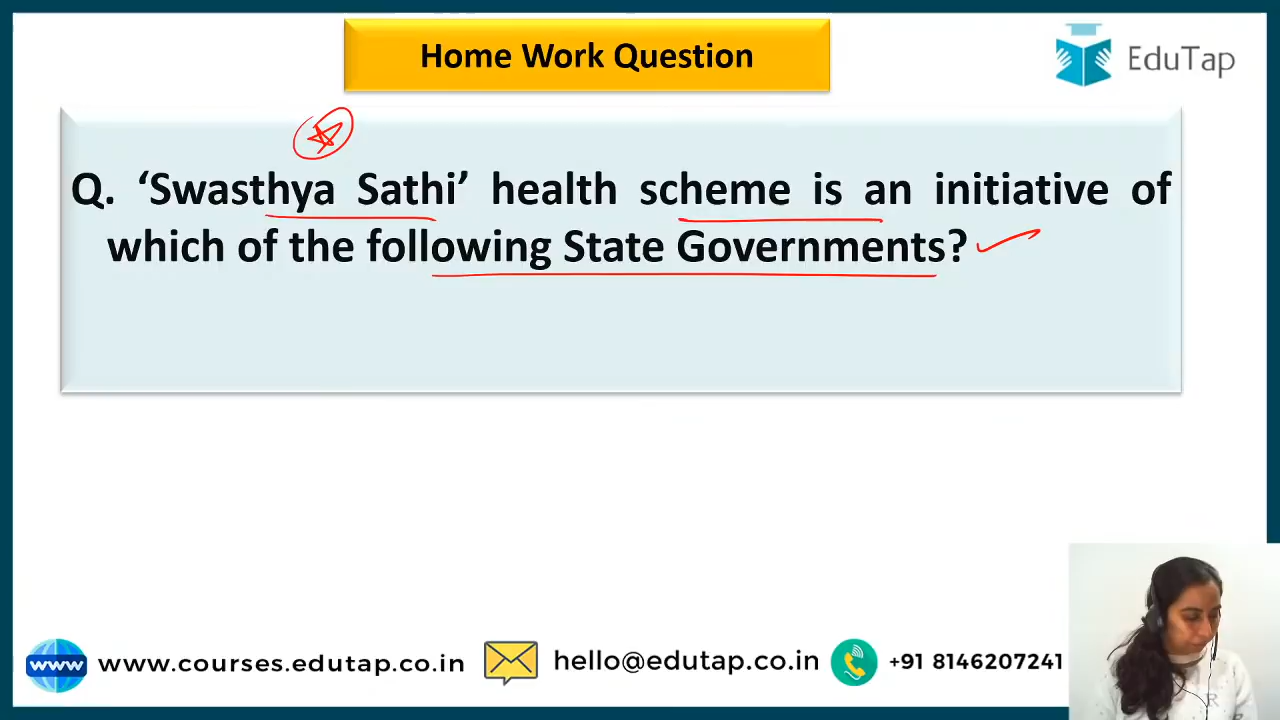 Home Work Question
EduTap
Q. ‘Swasthya Sathi’ health scheme is an initiative of
which of the following State Governments?
www www.courses.edutap.co.in
hello@edutap.co.in
+91 8146207241